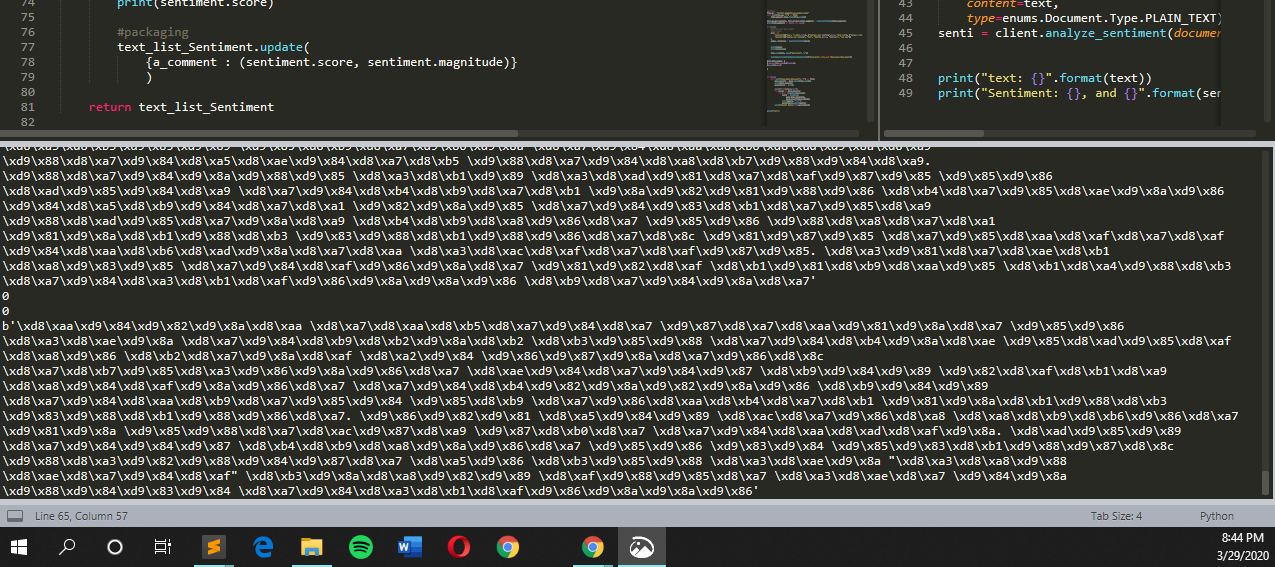 74 print(sentiment.score)
75
76 #packaging
77 text_list_Sentiment.update(
78 {a_comment : (sentiment.score, sentiment.magnitude)}
79 )
80
81 return text_list_Sentiment
82
43 content=text,
44 type=enums.Document.Type.PLAIN_TEXT)
45 senti = client.analyze_sentiment(documen
46
47
48 print("text: {}".format(text))
49 print("Sentiment: {}, and {}".format(sen
\xd9\x88\xd8\xa7\xd9\x84\xd8\xa5\xd8\xae\xd9\x84\xd8\xa7\xd8\xb5 \xd9\x88\xd8\xa7\xd9\x84\xd8\xa8\xd8\xb7\xd9\x88\xd9\x84\xd8\xa9.
\xd9\x88\xd8\xa7\xd9\x84\xd9\x8a\xd9\x88\xd9\x85 \xd8\xa3\xd8\xb1\xd9\x89 \xd8\xa3\xd8\xad\xd9\x81\xd8\xa7\xd8\xaf\xd9\x87\xd9\x85 \xd9\x85\xd9\x86
\xd8\xad\xd9\x85\xd9\x84\xd8\xa9 \xd8\xa7\xd9\x84\xd8\xb4\xd8\xb9\xd8\xa7\xd8\xb1 \xd9\x8a\xd9\x82\xd9\x81\xd9\x88\xd9\x86 \xd8\xb4\xd8\xa7\xd9\x85\xd8\xae\xd9\x8a\xd9\x86
\xd9\x84\xd8\xa5\xd8\xb9\xd9\x84\xd8\xa7\xd8\xa1 \xd9\x82\xd9\x8a\xd9\x85 \xd8\xa7\xd9\x84\xd9\x83\xd8\xb1\xd8\xa7\xd9\x85\xd8\xa9
\xd9\x88\xd8\xad\xd9\x85\xd8\xa7\xd9\x8a\xd8\xa9 \xd8\xb4\xd8\xb9\xd8\xa8\xd9\x86\xd8\xa7 \xd9\x85\xd9\x86 \xd9\x88\xd8\xa8\xd8\xa7\xd8\xa1
\xd9\x81\xd9\x8a\xd8\xb1\xd9\x88\xd8\xb3 \xd9\x83\xd9\x88\xd8\xb1\xd9\x88\xd9\x86\xd8\xa7\xd8\x8c \xd9\x81\xd9\x87\xd9\x85 \xd8\xa7\xd9\x85\xd8\xaa\xd8\xaf\xd8\xa7\xd8\xaf
\xd9\x84\xd8\xaa\xd8\xb6\xd8\xad\xd9\x8a\xd8\xa7\xd8\xaa \xd8\xa3\xd8\xac\xd8\xaf\xd8\xa7\xd8\xaf\xd9\x87\xd9\x85. \xd8\xa3\xd9\x81\xd8\xa7\xd8\xae\xd8\xb1
\xd8\xa8\xd9\x83\xd9\x85 \xd8\xa7\xd9\x84\xd8\xaf\xd9\x86\xd9\x8a\xd8\xa7 \xd9\x81\xd9\x82\xd8\xaf \xd8\xb1\xd9\x81\xd8\xb9\xd8\xaa\xd9\x85 \xd8\xb1\xd8\xa4\xd9\x88\xd8\xb3
\xd8\xa7\xd9\x84\xd8\xa3\xd8\xb1\xd8\xaf\xd9\x86\xd9\x8a\xd9\x8a\xd9\x86 \xd8\xb9\xd8\xa7\xd9\x84\xd9\x8a\xd8\xa7'
0
0
b'\xd8\xaa\xd9\x84\xd9\x82\xd9\x8a\xd8\xaa \xd8\xa7\xd8\xaa\xd8\xb5\xd8\xa7\xd9\x84\xd8\xa7 \xd9\x87\xd8\xa7\xd8\xaa\xd9\x81\xd9\x8a\xd8\xa7 \xd9\x85\xd9\x86
\xd8\xa3\xd8\xae\xd9\x8a \xd8\xa7\xd9\x84\xd8\xb9\xd8\xb2\xd9\x8a\xd8\xb2 \xd8\xb3\xd9\x85\xd9\x88 \xd8\xa7\xd9\x84\xd8\xb4\xd9\x8a\xd8\xae \xd9\x85\xd8\xad\xd9\x85\xd8\xaf
\xd8\xa8\xd9\x86 \xd8\xb2\xd8\xa7\xd9\x8a\xd8\xaf \xd8\xa2\xd9\x84 \xd9\x86\xd9\x87\xd9\x8a\xd8\xa7\xd9\x86\xd8\x8c
\xd8\xa7\xd8\xb7\xd9\x85\xd8\xa3\xd9\x86\xd9\x8a\xd9\x86\xd8\xa7 \xd8\xae\xd9\x84\xd8\xa7\xd9\x84\xd9\x87 \xd8\xb9\xd9\x84\xd9\x89 \xd9\x82\xd8\xaf\xd8\xb1\xd8\xa9
\xd8\xa8\xd9\x84\xd8\xaf\xd9\x8a\xd9\x86\xd8\xa7 \xd8\xa7\xd9\x84\xd8\xb4\xd9\x82\xd9\x8a\xd9\x82\xd9\x8a\xd9\x86 \xd8\xb9\xd9\x84\xd9\x89
\xd8\xa7\xd9\x84\xd8\xaa\xd8\xb9\xd8\xa7\xd9\x85\xd9\x84 \xd9\x85\xd8\xb9 \xd8\xa7\xd9\x86\xd8\xaa\xd8\xb4\xd8\xa7\xd8\xb1 \xd9\x81\xd9\x8a\xd8\xb1\xd9\x88\xd8\xb3
\xd9\x83\xd9\x88\xd8\xb1\xd9\x88\xd9\x86\xd8\xa7. \xd9\x86\xd9\x82\xd9\x81 \xd8\xa5\xd9\x84\xd9\x89 \xd8\xac\xd8\xa7\xd9\x86\xd8\xa8 \xd8\xa8\xd8\xb9\xd8\xb6\xd9\x86\xd8\xa7
\xd9\x81\xd9\x8a \xd9\x85\xd9\x88\xd8\xa7\xd8\xac\xd9\x87\xd8\xa9 \xd9\x87\xd8\xb0\xd8\xa7 \xd8\xa7\xd9\x84\xd8\xaa\xd8\xad\xd8\xaf\xd9\x8a. \xd8\xad\xd9\x85\xd9\x89
\xd8\xa7\xd9\x84\xd9\x84\xd9\x87 \xd8\xb4\xd8\xb9\xd8\xa8\xd9\x8a\xd9\x86\xd8\xa7 \xd9\x85\xd9\x86 \xd9\x83\xd9\x84 \xd9\x85\xd9\x83\xd8\xb1\xd9\x88\xd9\x87\xd8\x8c
\xd9\x88\xd8\xa3\xd9\x82\xd9\x88\xd9\x84\xd9\x87\xd8\xa7 \xd8\xa5\xd9\x86 \xd8\xb3\xd9\x85\xd9\x88 \xd8\xa3\xd8\xae\xd9\x8a "\xd8\xa3\xd8\xa8\xd9\x88
\xd8\xae\xd8\xa7\xd9\x84\xd8\xaf" \xd8\xb3\xd9\x8a\xd8\xa8\xd9\x82\xd9\x89 \xd8\xaf\xd9\x88\xd9\x85\xd8\xa7 \xd8\xa3\xd8\xae\xd8\xa7 \xd9\x84\xd9\x8a
\xd9\x88\xd9\x84\xd9\x83\xd9\x84 \xd8\xa7\xd9\x84\xd8\xa3\xd8\xb1\xd8\xaf\xd9\x86\xd9\x8a\xd9\x8a\xd9\x86'
Line 65, Column 57
Tab Size: 4
Python
8:44 PM
3/29/2020